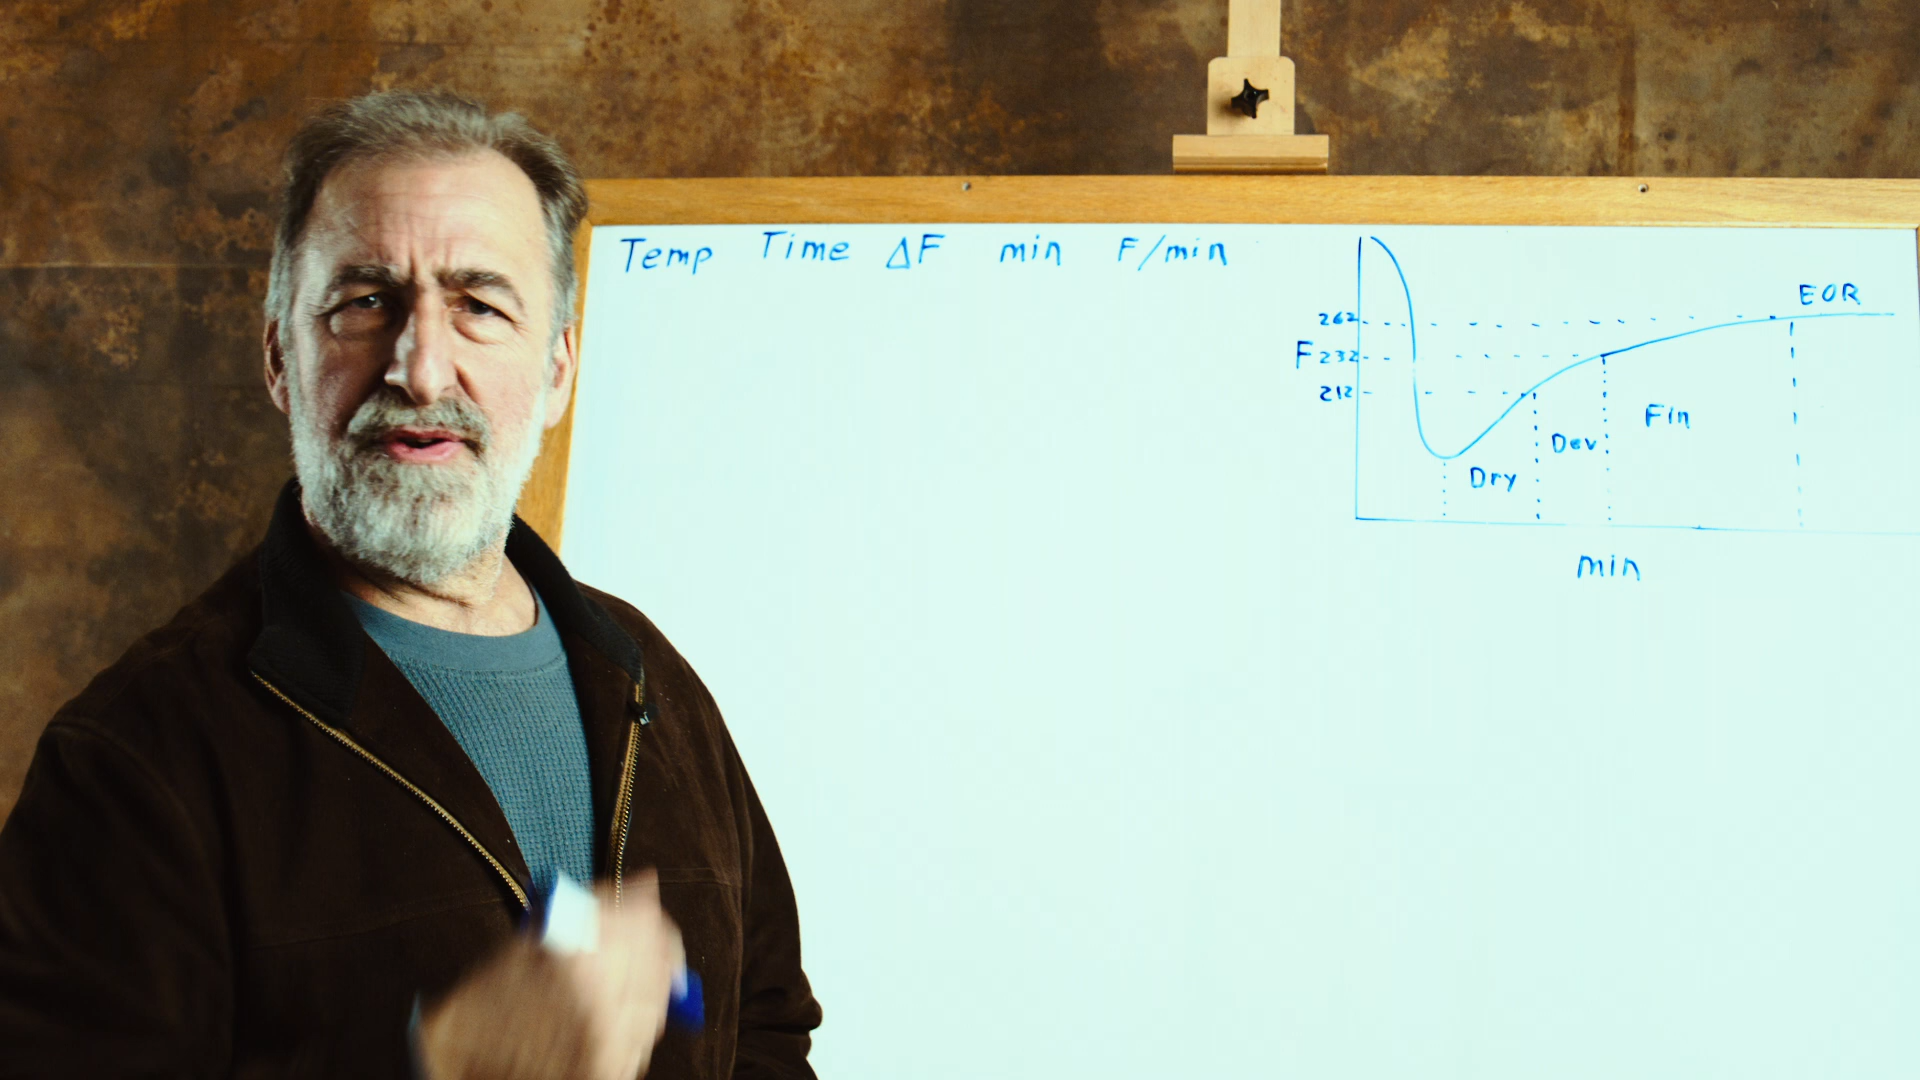 Temp Time ΔF min F/min
EOR
262
F 232
212
Fin
Dev
Dry
min